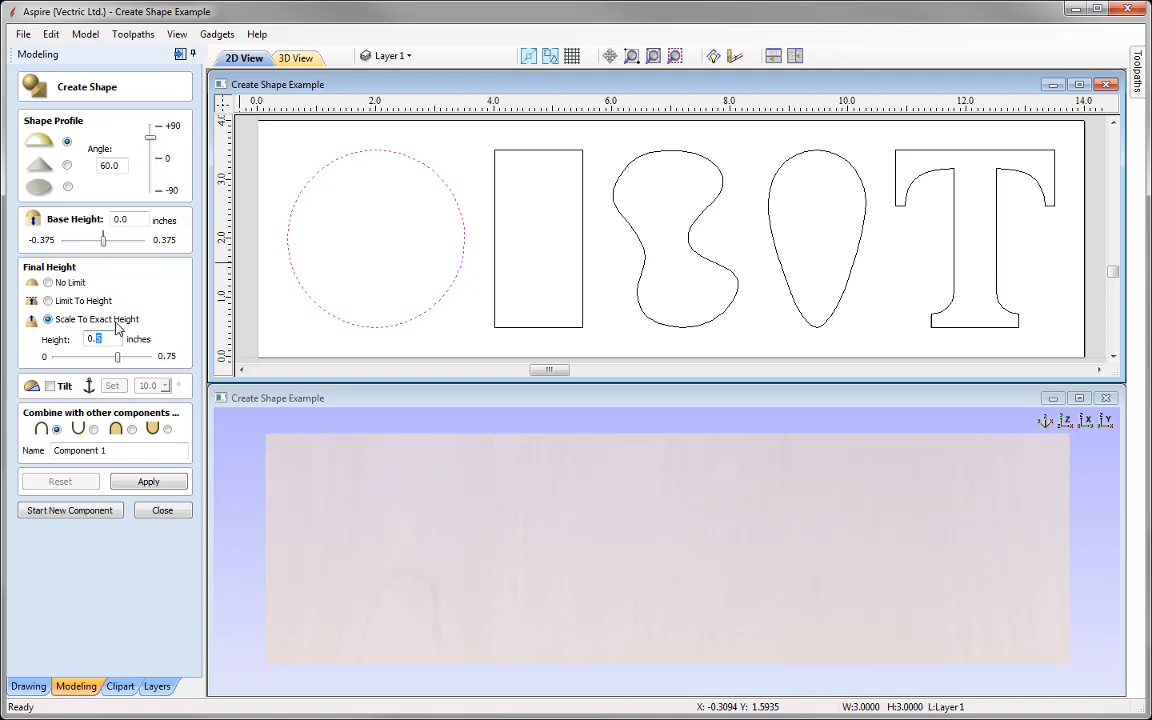 Aspire {Vectric Ltd.} - Create Shape Example
File Edit Model Toolpaths View Gadgets Help
Modeling
2D View 3D View Layer1
Create Shape
Create Shape Example
Shape Profile
Angle:
60.0
+90
0
-90
Base Height: 0.0 inches
-0.375 0.375
Final Height
No Limit
Limit To Height
Scale To Exact Height
Height: 0.5 inches
0 0.75
Tilt Set 10.0 °
Combine with other components ...
Name Component 1
Reset Apply
Start New Component Close
Drawing Modeling Clipart Layers
Toolpaths
0.0 2.0 4.0 6.0 8.0 10.0 12.0 14.0
4.0
3.0
2.0
1.0
0.0
T
Create Shape Example
Z Z X Y
Ready X: -0.3094 Y: 1.5935 W:3.0000 H:3.0000 L:Layer 1